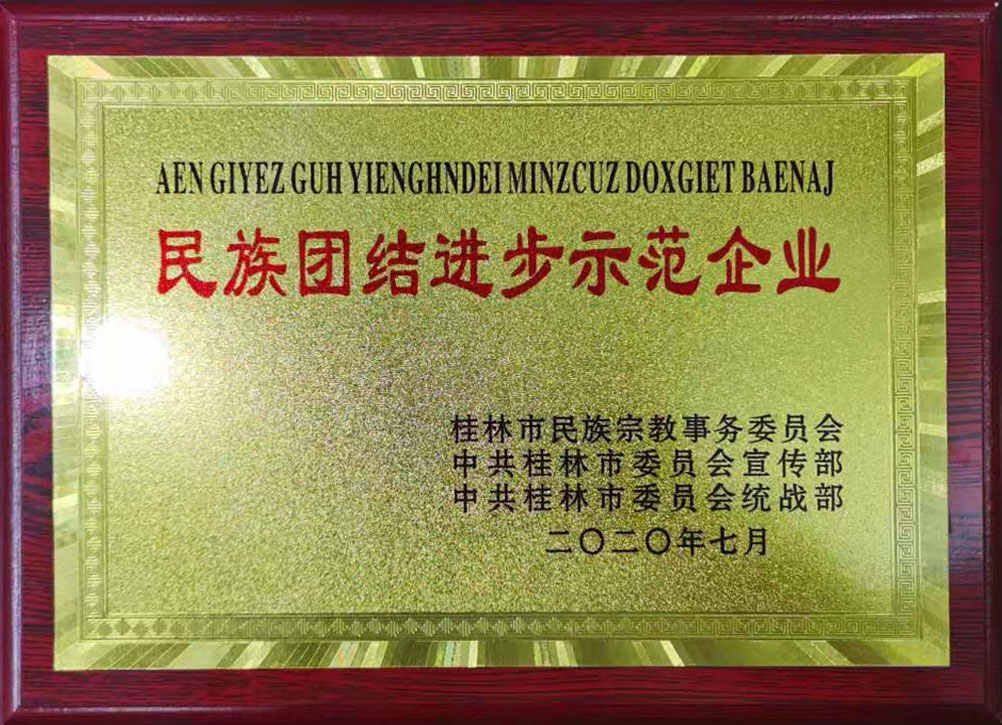 AEN GIYEZ GUH YIENGHNDEI MINZCUZ DOXGIET BAENAJ
民族团结进步示范企业
桂林市民族宗教事务委员会
中共桂林市委员会宣传部
中共桂林市委员会统战部
二〇二〇年七月